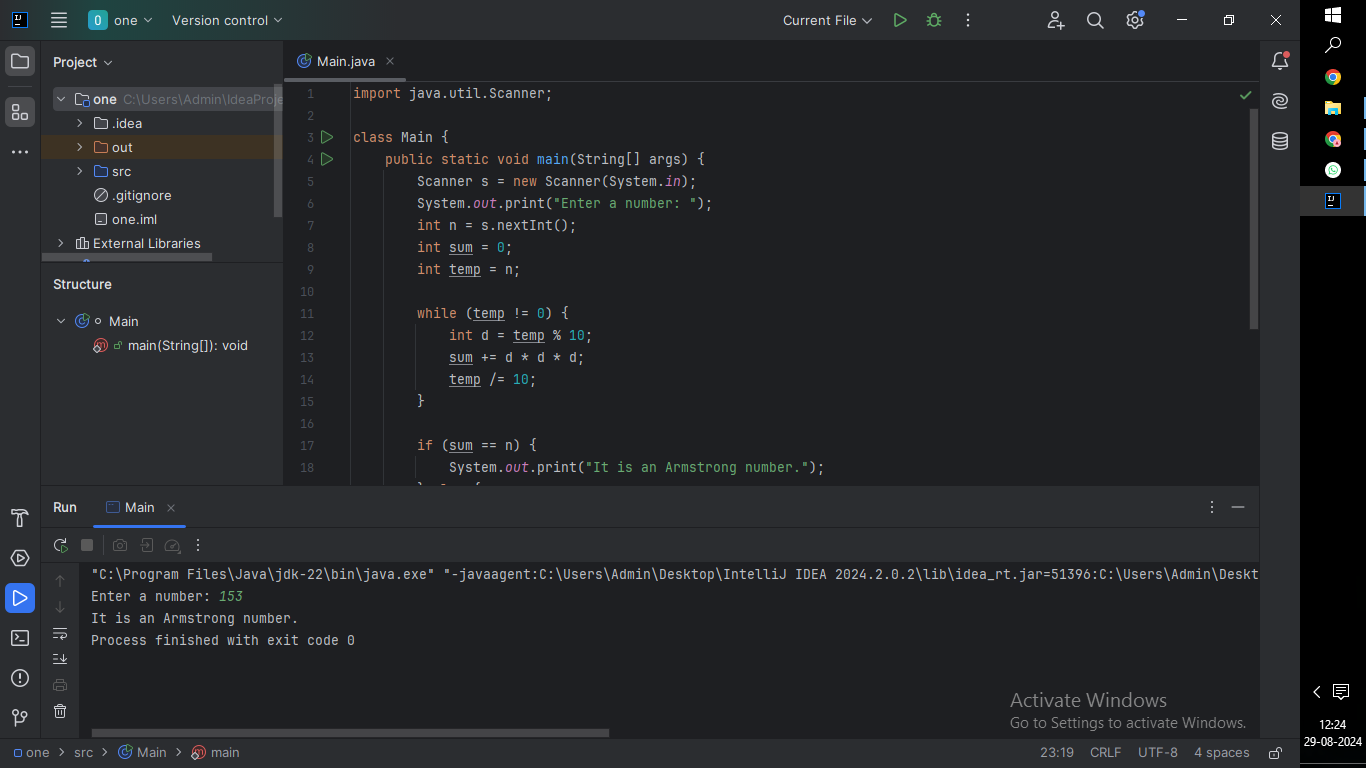 one
Version control
Current File
Project
Main.java
one C:\Users\Admin\IdeaProje
.idea
out
src
.gitignore
one.iml
External Libraries
Structure
Main
main(String[]): void
1 import java.util.Scanner;
2
3 class Main {
4 public static void main(String[] args) {
5 Scanner s = new Scanner(System.in);
6 System.out.print("Enter a number: ");
7 int n = s.nextInt();
8 int sum = 0;
9 int temp = n;
10
11 while (temp != 0) {
12 int d = temp % 10;
13 sum += d * d * d;
14 temp /= 10;
15 }
16
17 if (sum == n) {
18 System.out.print("It is an Armstrong number.");
Run Main
"C:\Program Files\Java\jdk-22\bin\java.exe" "-javaagent:C:\Users\Admin\Desktop\IntelliJ IDEA 2024.2.0.2\lib\idea_rt.jar=51396:C:\Users\Admin\Deskt
Enter a number: 153
It is an Armstrong number.
Process finished with exit code 0
Activate Windows
Go to Settings to activate Windows.
one > src > Main > main
23:19 CRLF UTF-8 4 spaces
12:24
29-08-2024